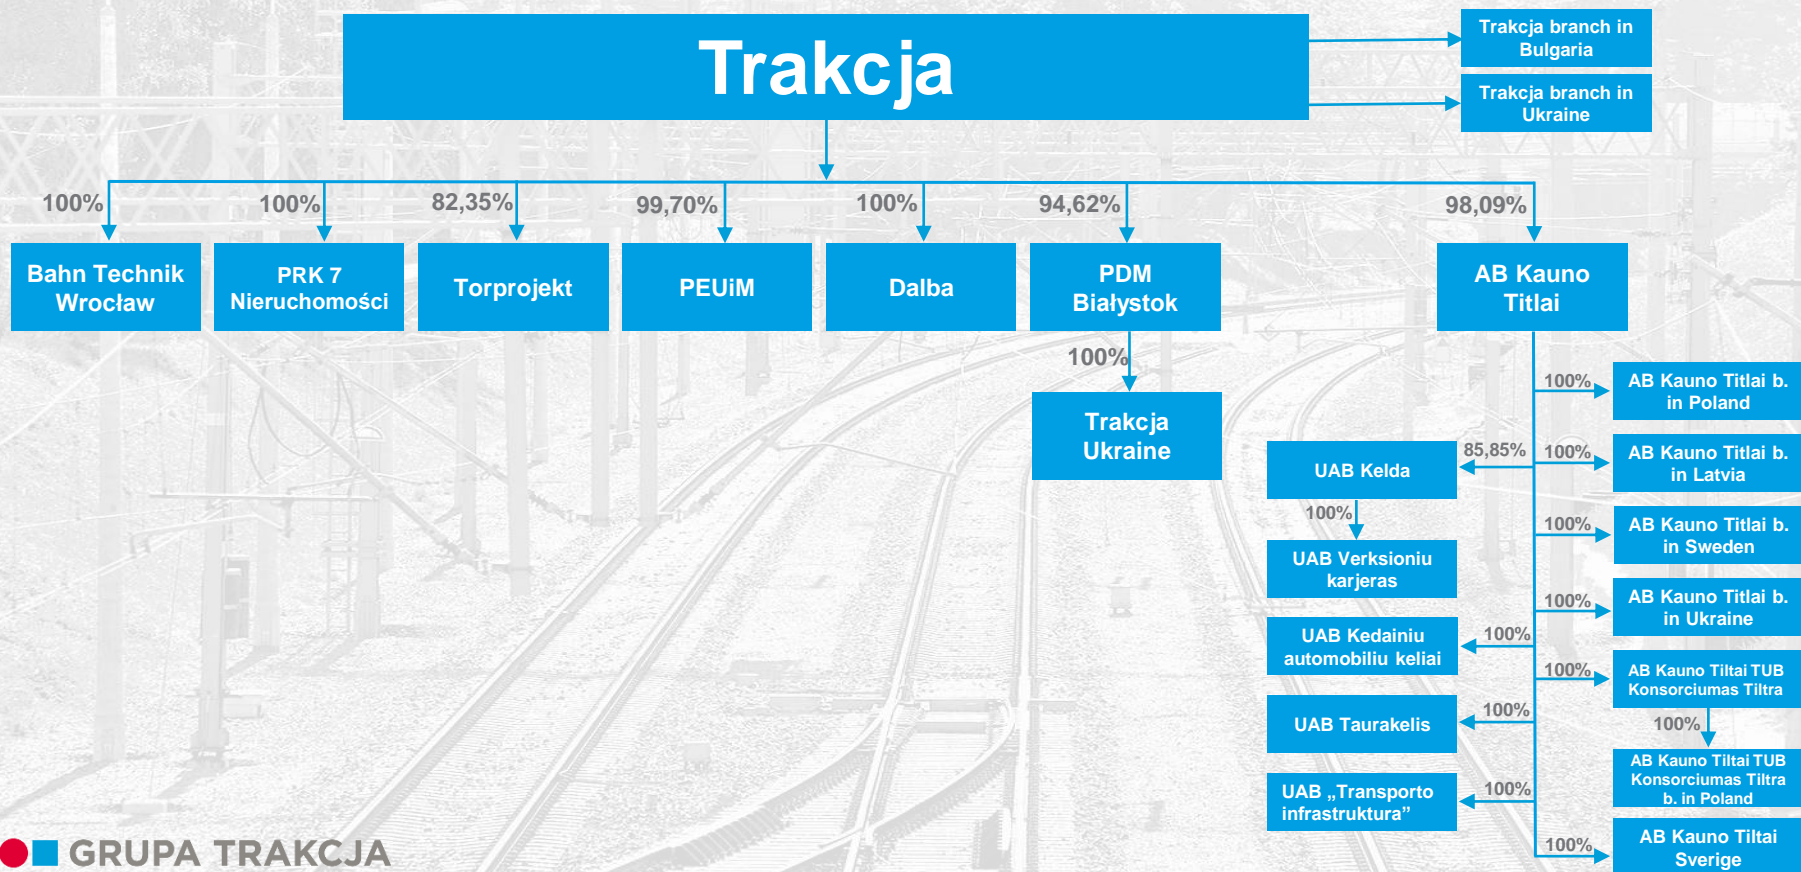 Trakcja
Trakcja branch in
Bulgaria
Trakcja branch in
Ukraine
100%
100%
82,35%
99,70%
100%
94,62%
98,09%
Bahn Technik
Wrocław
PRK 7
Nieruchomości
Torprojekt
PEUiM
Dalba
PDM
Białystok
AB Kauno
Titlai
100%
Trakcja
Ukraine
100%
AB Kauno Titlai b.
in Poland
85,85%
UAB Kelda
100%
AB Kauno Titlai b.
in Latvia
100%
UAB Verksioniu
karjeras
100%
AB Kauno Titlai b.
in Sweden
100%
AB Kauno Titlai b.
in Ukraine
UAB Kedainiu
automobiliu keliai
100%
100%
AB Kauno Tiltai TUB
Konsorciumas Tiltra
UAB Taurakelis
100%
100%
AB Kauno Tiltai TUB
Konsorciumas Tiltra
b. in Poland
UAB „Transporto
infrastruktura”
100%
100%
AB Kauno Tiltai
Sverige
GRUPA TRAKCJA